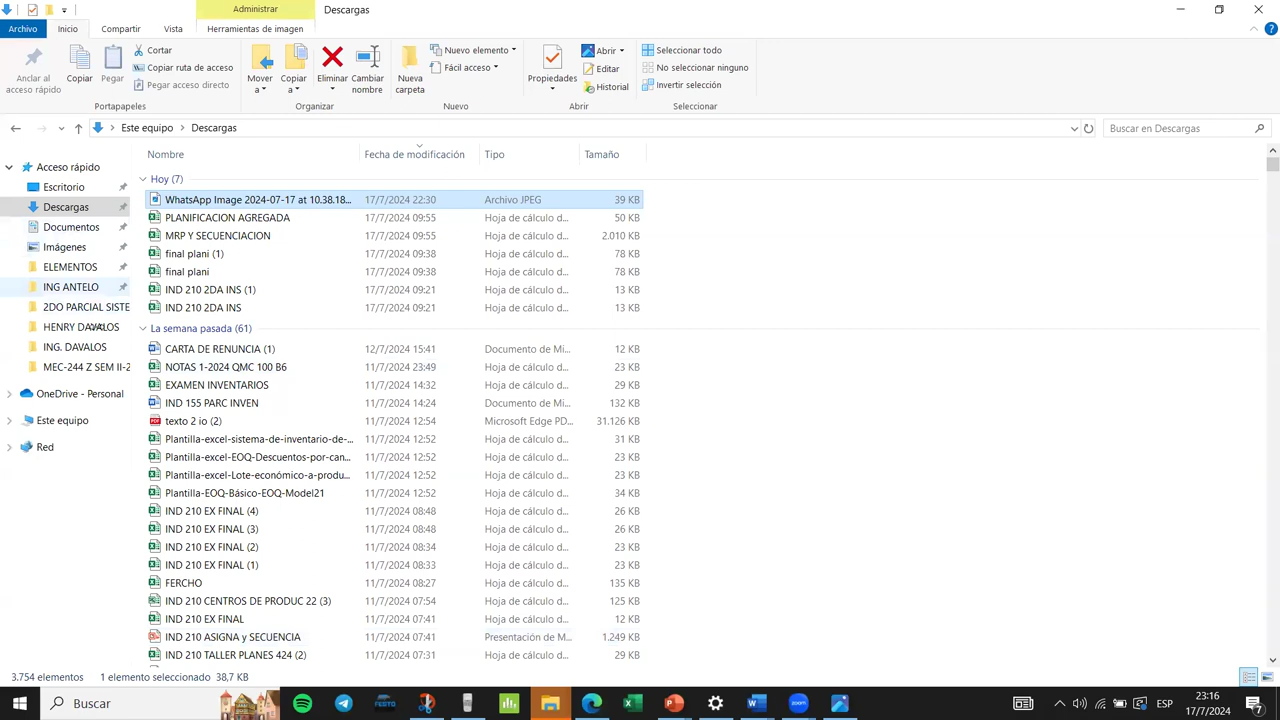 Administrar
Descargas
Archivo
Inicio
Compartir
Vista
Herramientas de imagen
Anclar al
acceso rápido
Copiar
Pegar
Cortar
Copiar ruta de acceso
Pegar acceso directo
Portapapeles
Mover
a
Copiar
a
Eliminar
Cambiar
nombre
Organizar
Nueva
carpeta
Nuevo elemento
Fácil acceso
Nuevo
Propiedades
Abrir
Editar
Historial
Abrir
Seleccionar todo
No seleccionar ninguno
Invertir selección
Seleccionar
Este equipo > Descargas
Buscar en Descargas
Acceso rápido
Escritorio
Descargas
Documentos
Imágenes
ELEMENTOS
ING ANTELO
2DO PARCIAL SISTE
HENRY DAVALOS
ING. DAVALOS
MEC-244 Z SEM II-2
OneDrive - Personal
Este equipo
Red
Nombre Fecha de modificación Tipo Tamaño
Hoy (7)
WhatsApp Image 2024-07-17 at 10.38.18... 17/7/2024 22:30 Archivo JPEG 39 KB
PLANIFICACION AGREGADA 17/7/2024 09:55 Hoja de cálculo d... 50 KB
MRP Y SECUENCIACION 17/7/2024 09:55 Hoja de cálculo d... 2.010 KB
final plani (1) 17/7/2024 09:38 Hoja de cálculo d... 78 KB
final plani 17/7/2024 09:38 Hoja de cálculo d... 78 KB
IND 210 2DA INS (1) 17/7/2024 09:21 Hoja de cálculo d... 13 KB
IND 210 2DA INS 17/7/2024 09:21 Hoja de cálculo d... 13 KB
La semana pasada (61)
CARTA DE RENUNCIA (1) 12/7/2024 15:41 Documento de Mi... 12 KB
NOTAS 1-2024 QMC 100 B6 11/7/2024 23:49 Hoja de cálculo d... 23 KB
EXAMEN INVENTARIOS 11/7/2024 14:32 Hoja de cálculo d... 29 KB
IND 155 PARC INVEN 11/7/2024 14:24 Documento de Mi... 132 KB
texto 2 io (2) 11/7/2024 12:54 Microsoft Edge PD... 31.126 KB
Plantilla-excel-sistema-de-inventario-de-... 11/7/2024 12:52 Hoja de cálculo d... 31 KB
Plantilla-excel-EOQ-Descuentos-por-can... 11/7/2024 12:52 Hoja de cálculo d... 23 KB
Plantilla-excel-Lote-económico-a-produ... 11/7/2024 12:52 Hoja de cálculo d... 23 KB
Plantilla-EOQ-Básico-EOQ-Model21 11/7/2024 12:52 Hoja de cálculo d... 34 KB
IND 210 EX FINAL (4) 11/7/2024 08:48 Hoja de cálculo d... 26 KB
IND 210 EX FINAL (3) 11/7/2024 08:48 Hoja de cálculo d... 26 KB
IND 210 EX FINAL (2) 11/7/2024 08:34 Hoja de cálculo d... 23 KB
IND 210 EX FINAL (1) 11/7/2024 08:33 Hoja de cálculo d... 23 KB
FERCHO 11/7/2024 08:27 Hoja de cálculo d... 135 KB
IND 210 CENTROS DE PRODUC 22 (3) 11/7/2024 07:54 Hoja de cálculo d... 125 KB
IND 210 EX FINAL 11/7/2024 07:41 Hoja de cálculo d... 12 KB
IND 210 ASIGNA y SECUENCIA 11/7/2024 07:41 Presentación de M... 1.249 KB
IND 210 TALLER PLANES 424 (2) 11/7/2024 07:31 Hoja de cálculo d... 29 KB
3.754 elementos 1 elemento seleccionado 38,7 KB
Buscar
FESTO
zoom
ESP
23:16
17/7/2024
7